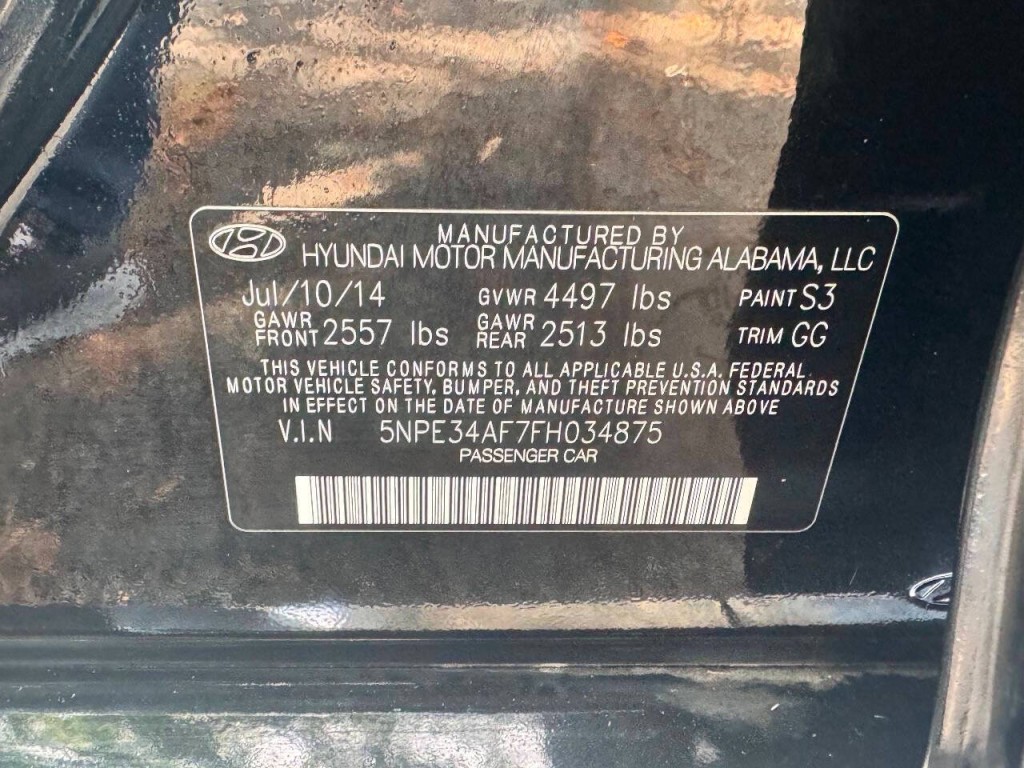 MANUFACTURED BY
HYUNDAI MOTOR MANUFACTURING ALABAMA, LLC
Jul/10/14 GVWR 4497 lbs PAINT S3
GAWR FRONT 2557 lbs GAWR REAR 2513 lbs TRIM GG
THIS VEHICLE CONFORMS TO ALL APPLICABLE U.S.A. FEDERAL
MOTOR VEHICLE SAFETY, BUMPER, AND THEFT PREVENTION STANDARDS
IN EFFECT ON THE DATE OF MANUFACTURE SHOWN ABOVE
V.I.N 5NPE34AF7FH034875
PASSENGER CAR